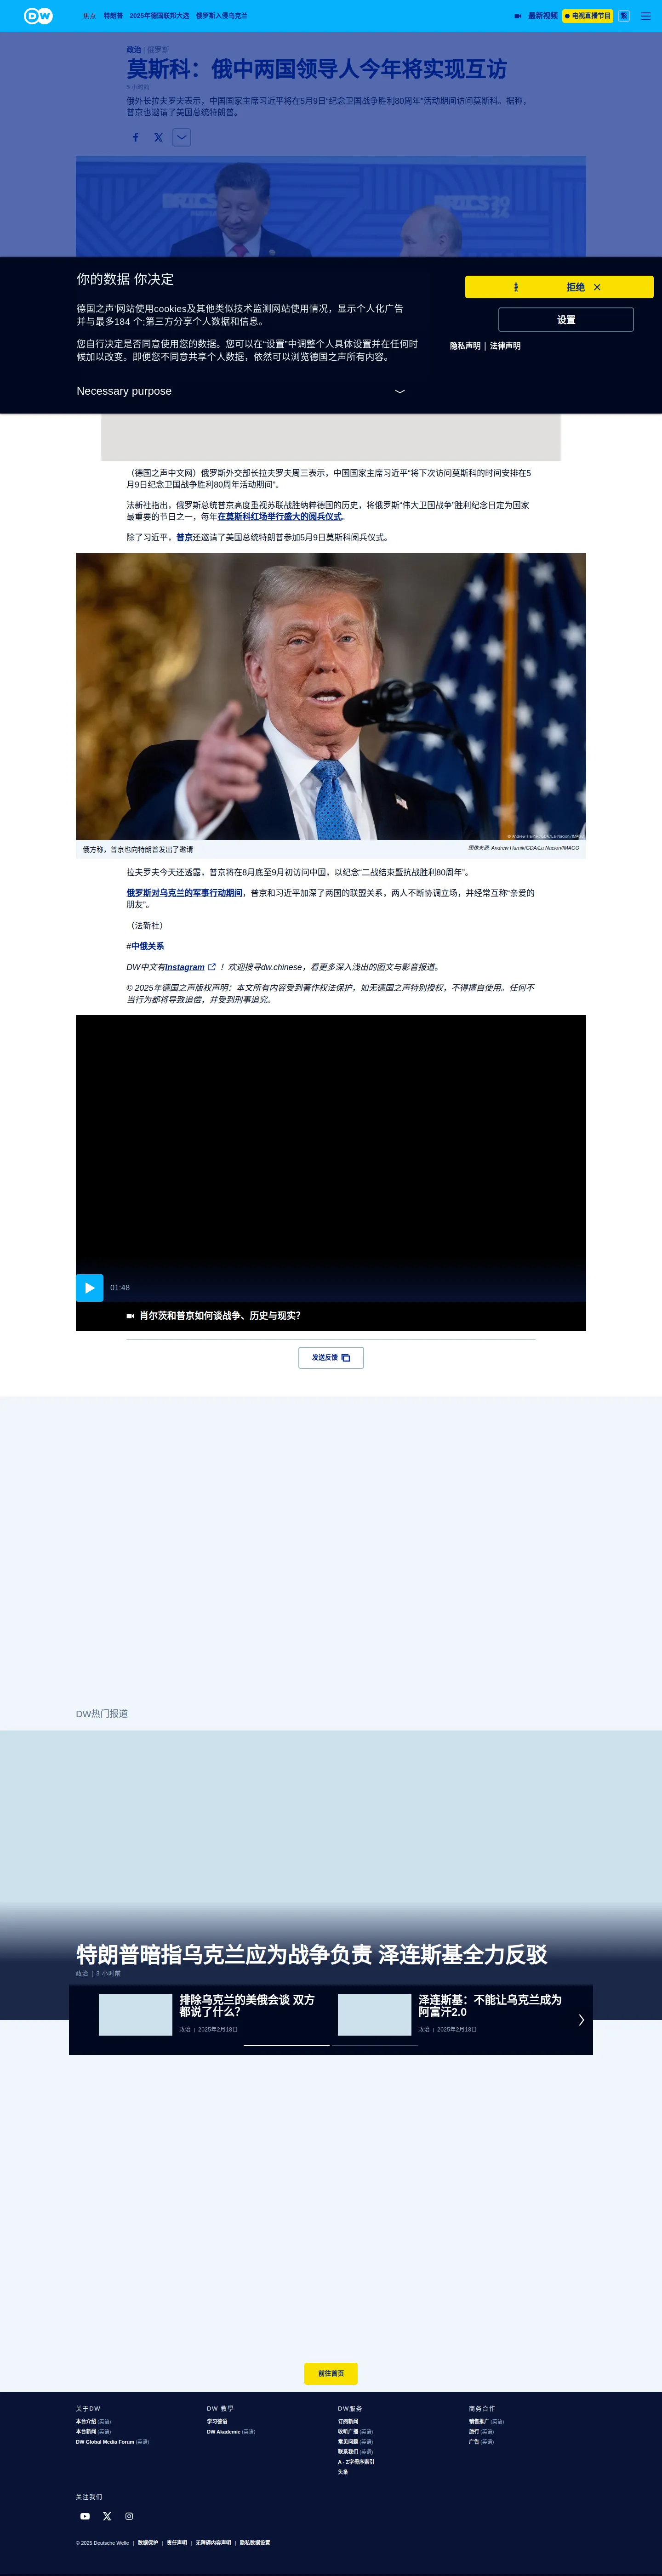 DW
焦点 特朗普 2025年德国联邦大选 俄罗斯入侵乌克兰 最新视频 电视直播节目 繁
政治 | 俄罗斯
莫斯科：俄中两国领导人今年将实现互访
5 小时前
俄外长拉夫罗夫表示，中国国家主席习近平将在5月9日“纪念卫国战争胜利80周年”活动期间访问莫斯科。据称，
普京也邀请了美国总统特朗普。
你的数据 你决定
拒绝
德国之声‘网站使用cookies及其他类似技术监测网站使用情况，显示个人化广告
并与最多184 个;第三方分享个人数据和信息。
设置
您自行决定是否同意使用您的数据。您可以在“设置”中调整个人具体设置并在任何时
候加以改变。即便您不同意共享个人数据，依然可以浏览德国之声所有内容。
隐私声明 | 法律声明
Necessary purpose
（德国之声中文网）俄罗斯外交部长拉夫罗夫周三表示，中国国家主席习近平“将下次访问莫斯科的时间安排在5
月9日纪念卫国战争胜利80周年活动期间”。
法新社指出，俄罗斯总统普京高度重视苏联战胜纳粹德国的历史，将俄罗斯“伟大卫国战争”胜利纪念日定为国家
最重要的节日之一，每年在莫斯科红场举行盛大的阅兵仪式。
除了习近平，普京还邀请了美国总统特朗普参加5月9日莫斯科阅兵仪式。
俄方称，普京也向特朗普发出了邀请
图像来源: Andrew Harnik/GDA/La Nacion/IMAGO
拉夫罗夫今天还透露，普京将在8月底至9月初访问中国，以纪念“二战结束暨抗战胜利80周年”。
俄罗斯对乌克兰的军事行动期间，普京和习近平加深了两国的联盟关系，两人不断协调立场，并经常互称“亲爱的
朋友”。
（法新社）
#中俄关系
DW中文有Instagram ！欢迎搜寻dw.chinese，看更多深入浅出的图文与影音报道。
© 2025年德国之声版权声明：本文所有内容受到著作权法保护，如无德国之声特别授权，不得擅自使用。任何不
当行为都将导致追偿，并受到刑事追究。
01:48
肖尔茨和普京如何谈战争、历史与现实？
发送反馈
DW热门报道
特朗普暗指乌克兰应为战争负责 泽连斯基全力反驳
政治 | 3 小时前
排除乌克兰的美俄会谈 双方
都说了什么？
政治 | 2025年2月18日
泽连斯基：不能让乌克兰成为
阿富汗2.0
政治 | 2025年2月18日
前往首页
关于DW
本台介绍 (英语)
本台新闻 (英语)
DW Global Media Forum (英语)
DW 教學
学习德语
DW Akademie (英语)
DW服务
订阅新闻
收听广播 (英语)
常见问题 (英语)
联系我们 (英语)
A - Z字母序索引
头条
商务合作
销售推广 (英语)
旅行 (英语)
广告 (英语)
关注我们
© 2025 Deutsche Welle | 数据保护 | 责任声明 | 无障碍内容声明 | 隐私数据设置